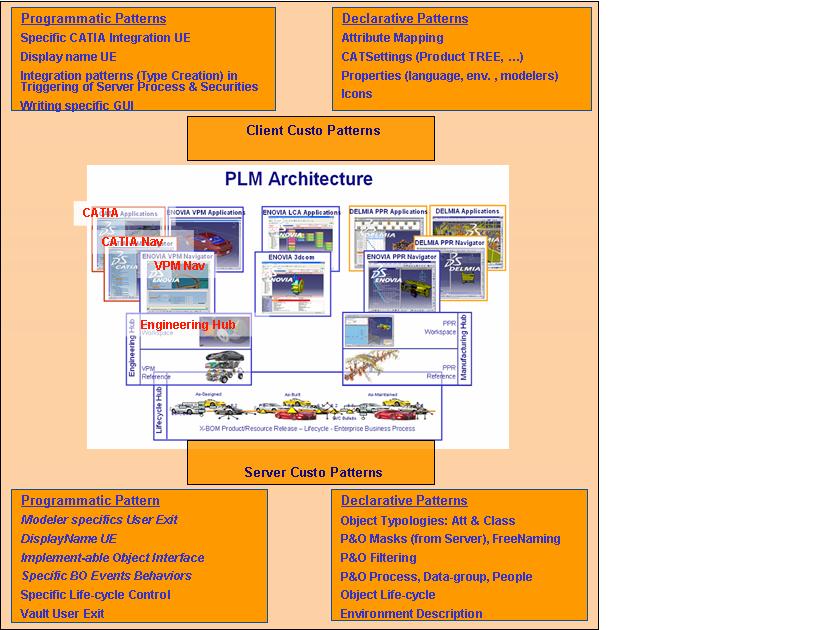 Programmatic Patterns
Specific CATIA Integration UE
Display name UE
Integration patterns (Type Creation) in
Triggering of Server Process & Securities
Writing specific GUI
Declarative Patterns
Attribute Mapping
CATSettings (Product TREE, …)
Properties (language, env. , modelers)
Icons
Client Custo Patterns
PLM Architecture
CATIA Applications
ENOVIA VPM Applications
ENOVIA LCA Applications
DELMIA PPR Applications
DELMIA Applications
CATIA Nav
VPM Nav
ENOVIA VPM Navigator
ENOVIA 3dcom
ENOVIA PPR Navigator
DELMIA PPR Navigator
CATIA
ENOVIA
ENOVIA
ENOVIA
DELMIA
Engineering Hub
Engineering Hub
VPM
Reference
PPR
Workspace
PPR
Reference
Manufacturing Hub
Lifecycle Hub
As-Designed
As-Built
As-Maintained
X-BOM Product/Resource Release – Lifecycle - Enterprise Business Process
Server Custo Patterns
Programmatic Pattern
Modeler specifics User Exit
DisplayName UE
Implement-able Object Interface
Specific BO Events Behaviors
Specific Life-cycle Control
Vault User Exit
Declarative Patterns
Object Typologies: Att & Class
P&O Masks (from Server), FreeNaming
P&O Filtering
P&O Process, Data-group, People
Object Life-cycle
Environment Description